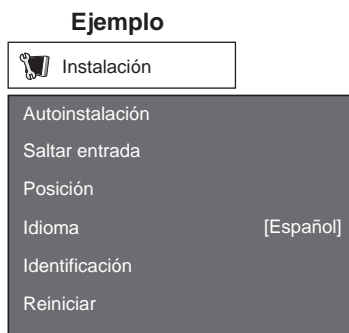 Ejemplo
Instalación
Autoinstalación
Saltar entrada
Posición
Idioma [Español]
Identificación
Reiniciar